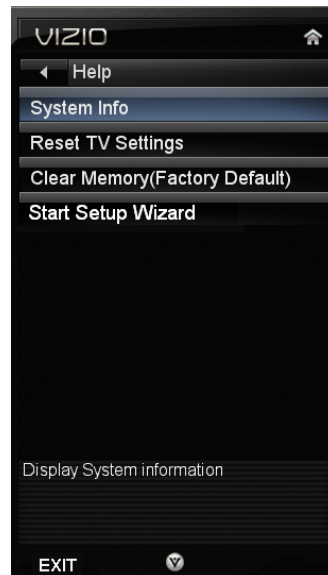 VIZIO
Help
System Info
Reset TV Settings
Clear Memory(Factory Default)
Start Setup Wizard
Display System information
EXIT
V